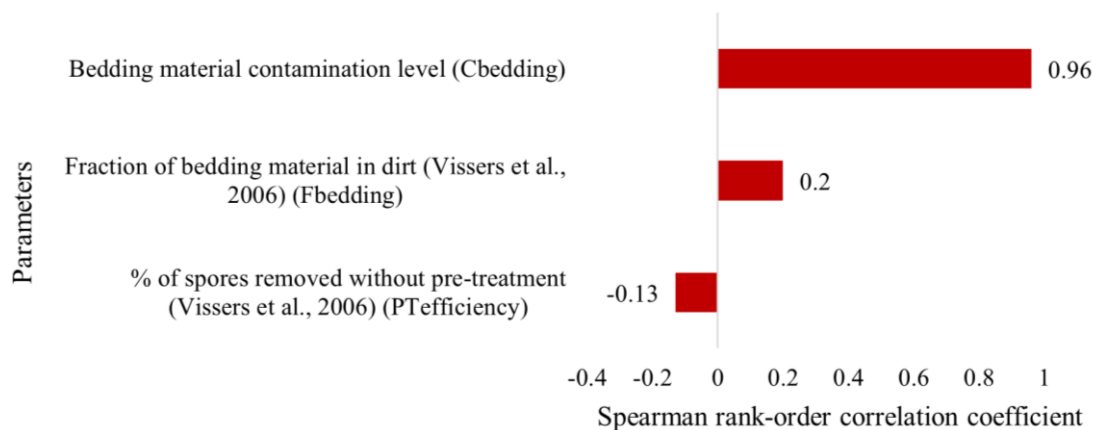 Bedding material contamination level (Cbedding)
0.96
Parameters
Fraction of bedding material in dirt (Vissers et al.,
2006) (Fbedding)
0.2
% of spores removed without pre-treatment
(Vissers et al., 2006) (PTefficiency)
-0.13
-0.4 -0.2 0 0.2 0.4 0.6 0.8 1
Spearman rank-order correlation coefficient